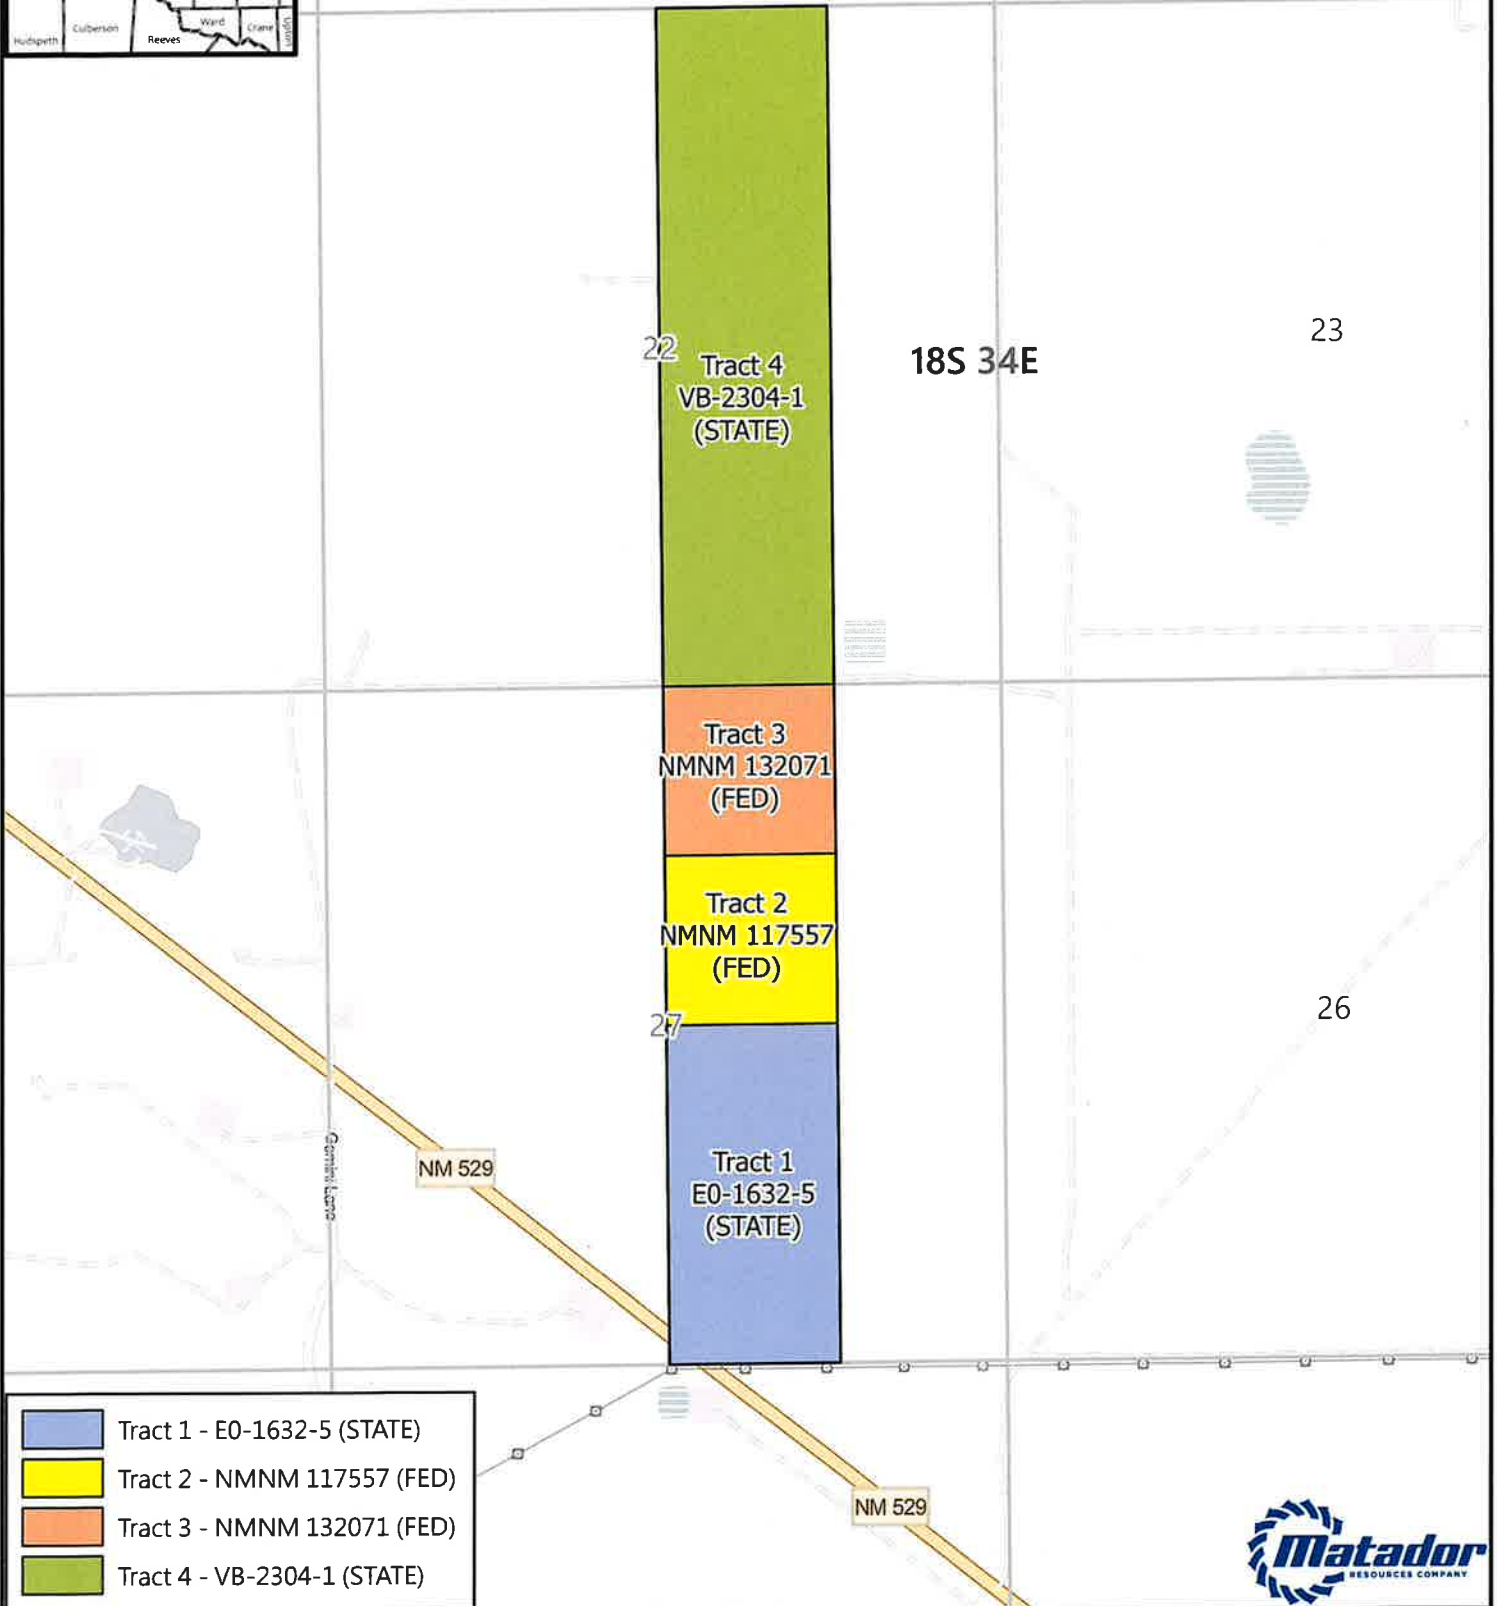 Ward
Culberson
Crane
Upton
Hudspeth
Reeves
23
22
18S 34E
Tract 4
VB-2304-1
(STATE)
Tract 3
NMNM 132071
(FED)
Tract 2
NMNM 117557
(FED)
26
27
Gemini Lane
NM 529
Tract 1
E0-1632-5
(STATE)
Tract 1 - E0-1632-5 (STATE)
Tract 2 - NMNM 117557 (FED)
Tract 3 - NMNM 132071 (FED)
Tract 4 - VB-2304-1 (STATE)
NM 529
Matador
RESOURCES COMPANY